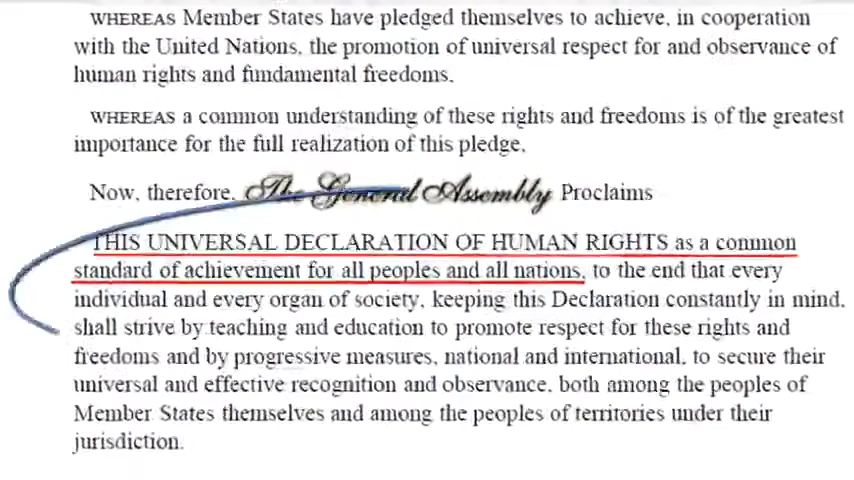 WHEREAS Member States have pledged themselves to achieve, in cooperation
with the United Nations, the promotion of universal respect for and observance of
human rights and fundamental freedoms.
WHEREAS a common understanding of these rights and freedoms is of the greatest
importance for the full realization of this pledge,
Now, therefore, The General Assembly Proclaims
THIS UNIVERSAL DECLARATION OF HUMAN RIGHTS as a common
standard of achievement for all peoples and all nations, to the end that every
individual and every organ of society, keeping this Declaration constantly in mind,
shall strive by teaching and education to promote respect for these rights and
freedoms and by progressive measures, national and international, to secure their
universal and effective recognition and observance, both among the peoples of
Member States themselves and among the peoples of territories under their
jurisdiction.